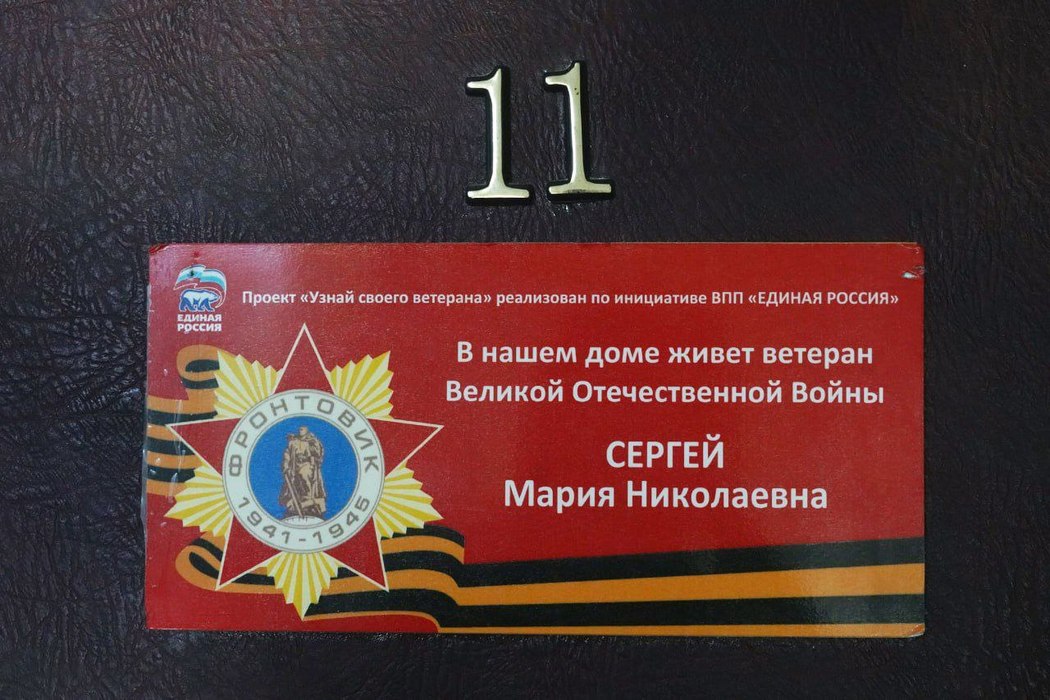 11
ЕДИНАЯ
РОССИЯ
Проект «Узнай своего ветерана» реализован по инициативе ВПП «ЕДИНАЯ РОССИЯ»
В нашем доме живет ветеран
Великой Отечественной Войны
СЕРГЕЙ
Мария Николаевна
ФРОНТОВИК
1941-1945